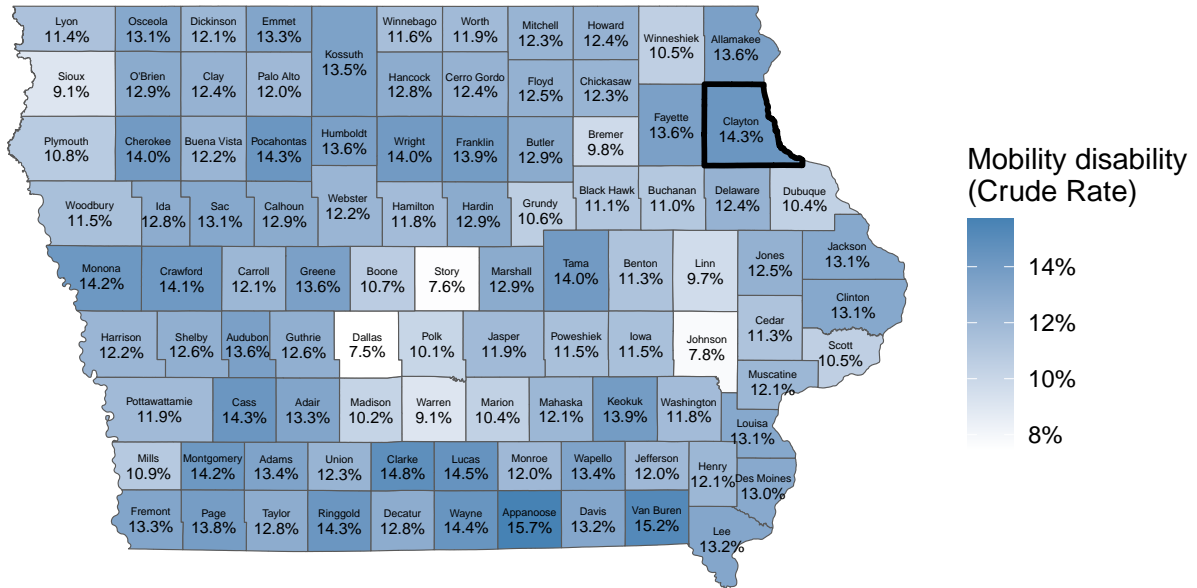 Lyon
11.4%
Osceola
13.1%
Dickinson
12.1%
Emmet
13.3%
Kossuth
13.5%
Winnebago
11.6%
Worth
11.9%
Mitchell
12.3%
Howard
12.4%
Winneshiek
10.5%
Allamakee
13.6%
Sioux
9.1%
O'Brien
12.9%
Clay
12.4%
Palo Alto
12.0%
Hancock
12.8%
Cerro Gordo
12.4%
Floyd
12.5%
Chickasaw
12.3%
Fayette
13.6%
Clayton
14.3%
Plymouth
10.8%
Cherokee
14.0%
Buena Vista
12.2%
Pocahontas
14.3%
Humboldt
13.6%
Wright
14.0%
Franklin
13.9%
Butler
12.9%
Bremer
9.8%
Woodbury
11.5%
Ida
12.8%
Sac
13.1%
Calhoun
12.9%
Webster
12.2%
Hamilton
11.8%
Hardin
12.9%
Grundy
10.6%
Black Hawk
11.1%
Buchanan
11.0%
Delaware
12.4%
Dubuque
10.4%
Monona
14.2%
Crawford
14.1%
Carroll
12.1%
Greene
13.6%
Boone
10.7%
Story
7.6%
Marshall
12.9%
Tama
14.0%
Benton
11.3%
Linn
9.7%
Jones
12.5%
Jackson
13.1%
Clinton
13.1%
Harrison
12.2%
Shelby
12.6%
Audubon
13.6%
Guthrie
12.6%
Dallas
7.5%
Polk
10.1%
Jasper
11.9%
Poweshiek
11.5%
Iowa
11.5%
Johnson
7.8%
Cedar
11.3%
Scott
10.5%
Muscatine
12.1%
Pottawattamie
11.9%
Cass
14.3%
Adair
13.3%
Madison
10.2%
Warren
9.1%
Marion
10.4%
Mahaska
12.1%
Keokuk
13.9%
Washington
11.8%
Louisa
13.1%
Mills
10.9%
Montgomery
14.2%
Adams
13.4%
Union
12.3%
Clarke
14.8%
Lucas
14.5%
Monroe
12.0%
Wapello
13.4%
Jefferson
12.0%
Henry
12.1%
Des Moines
13.0%
Fremont
13.3%
Page
13.8%
Taylor
12.8%
Ringgold
14.3%
Decatur
12.8%
Wayne
14.4%
Appanoose
15.7%
Davis
13.2%
Van Buren
15.2%
Lee
13.2%
Mobility disability
(Crude Rate)
14%
12%
10%
8%